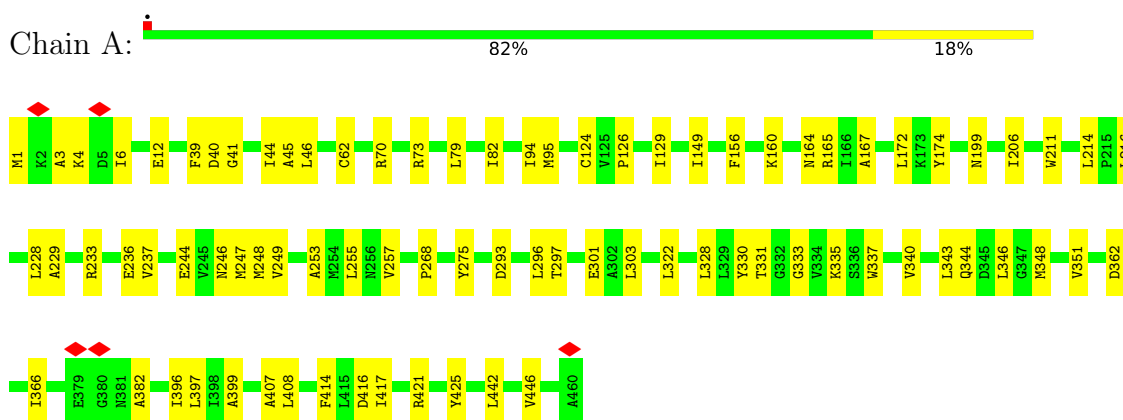 Chain A:
82% 18%
M1 K2 A3 K4 D5 I6 E12 F39 D40 G41 I44 A45 L46 C62 R70 R73 L79 I82 I94 M95 C124 V125 P126 I129 I149 F156 K160 N164 R165 I166 A167 L172 K173 Y174 N199 I206 W211 L214 P215
L228 A229 R233 E236 V237 E244 V245 N246 M247 M248 V249 A253 M254 L255 N256 V257 P268 Y275 D293 L296 T297 E301 A302 L303 L322 L328 L329 Y330 T331 G332 G333 V334 K335 S336 W337 V340 L343 Q344 D345 L346 G347 M348 V351 D362
I366 E379 G380 N381 A382 I396 L397 I398 A399 A407 L408 F414 L415 D416 I417 R421 Y425 L442 V446 A460